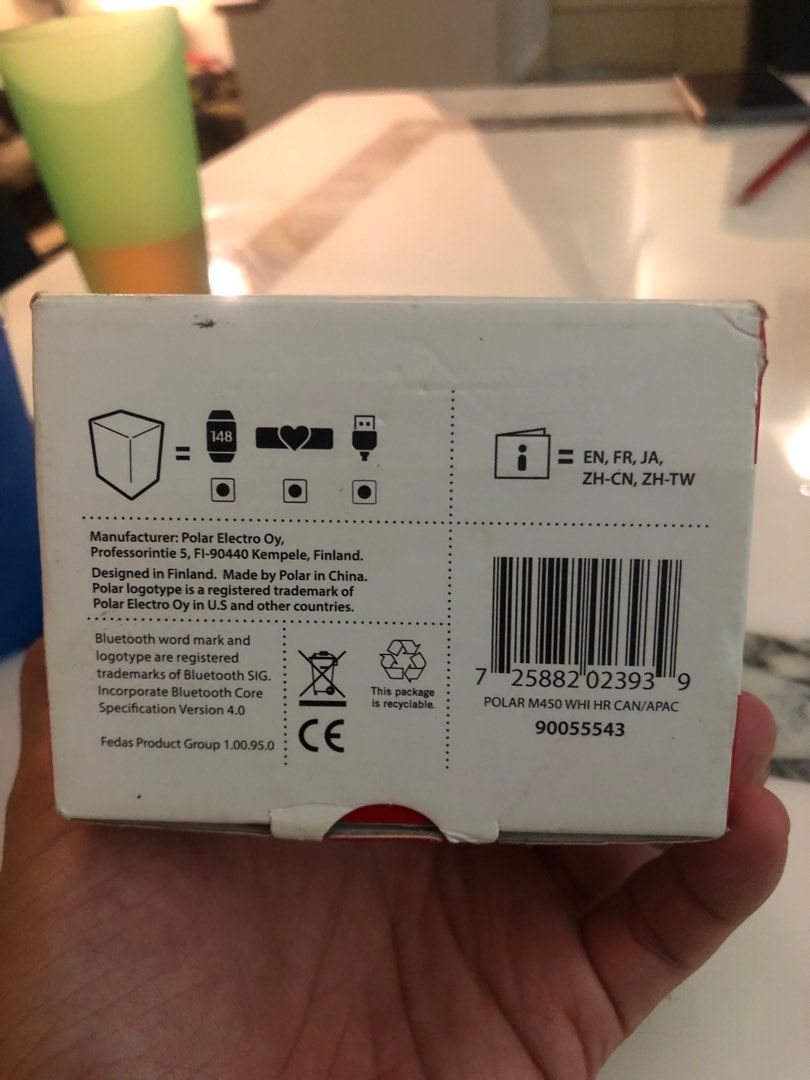 148
= EN, FR, JA,
ZH-CN, ZH-TW
Manufacturer: Polar Electro Oy,
Professorintie 5, FI-90440 Kempele, Finland.
Designed in Finland. Made by Polar in China.
Polar logotype is a registered trademark of
Polar Electro Oy in U.S and other countries.
Bluetooth word mark and
logotype are registered
trademarks of Bluetooth SIG.
Incorporate Bluetooth Core
Specification Version 4.0
Fedas Product Group 1.00.95.0
This package
is recyclable.
CE
7 25882 02393 9
POLAR M450 WHI HR CAN/APAC
90055543